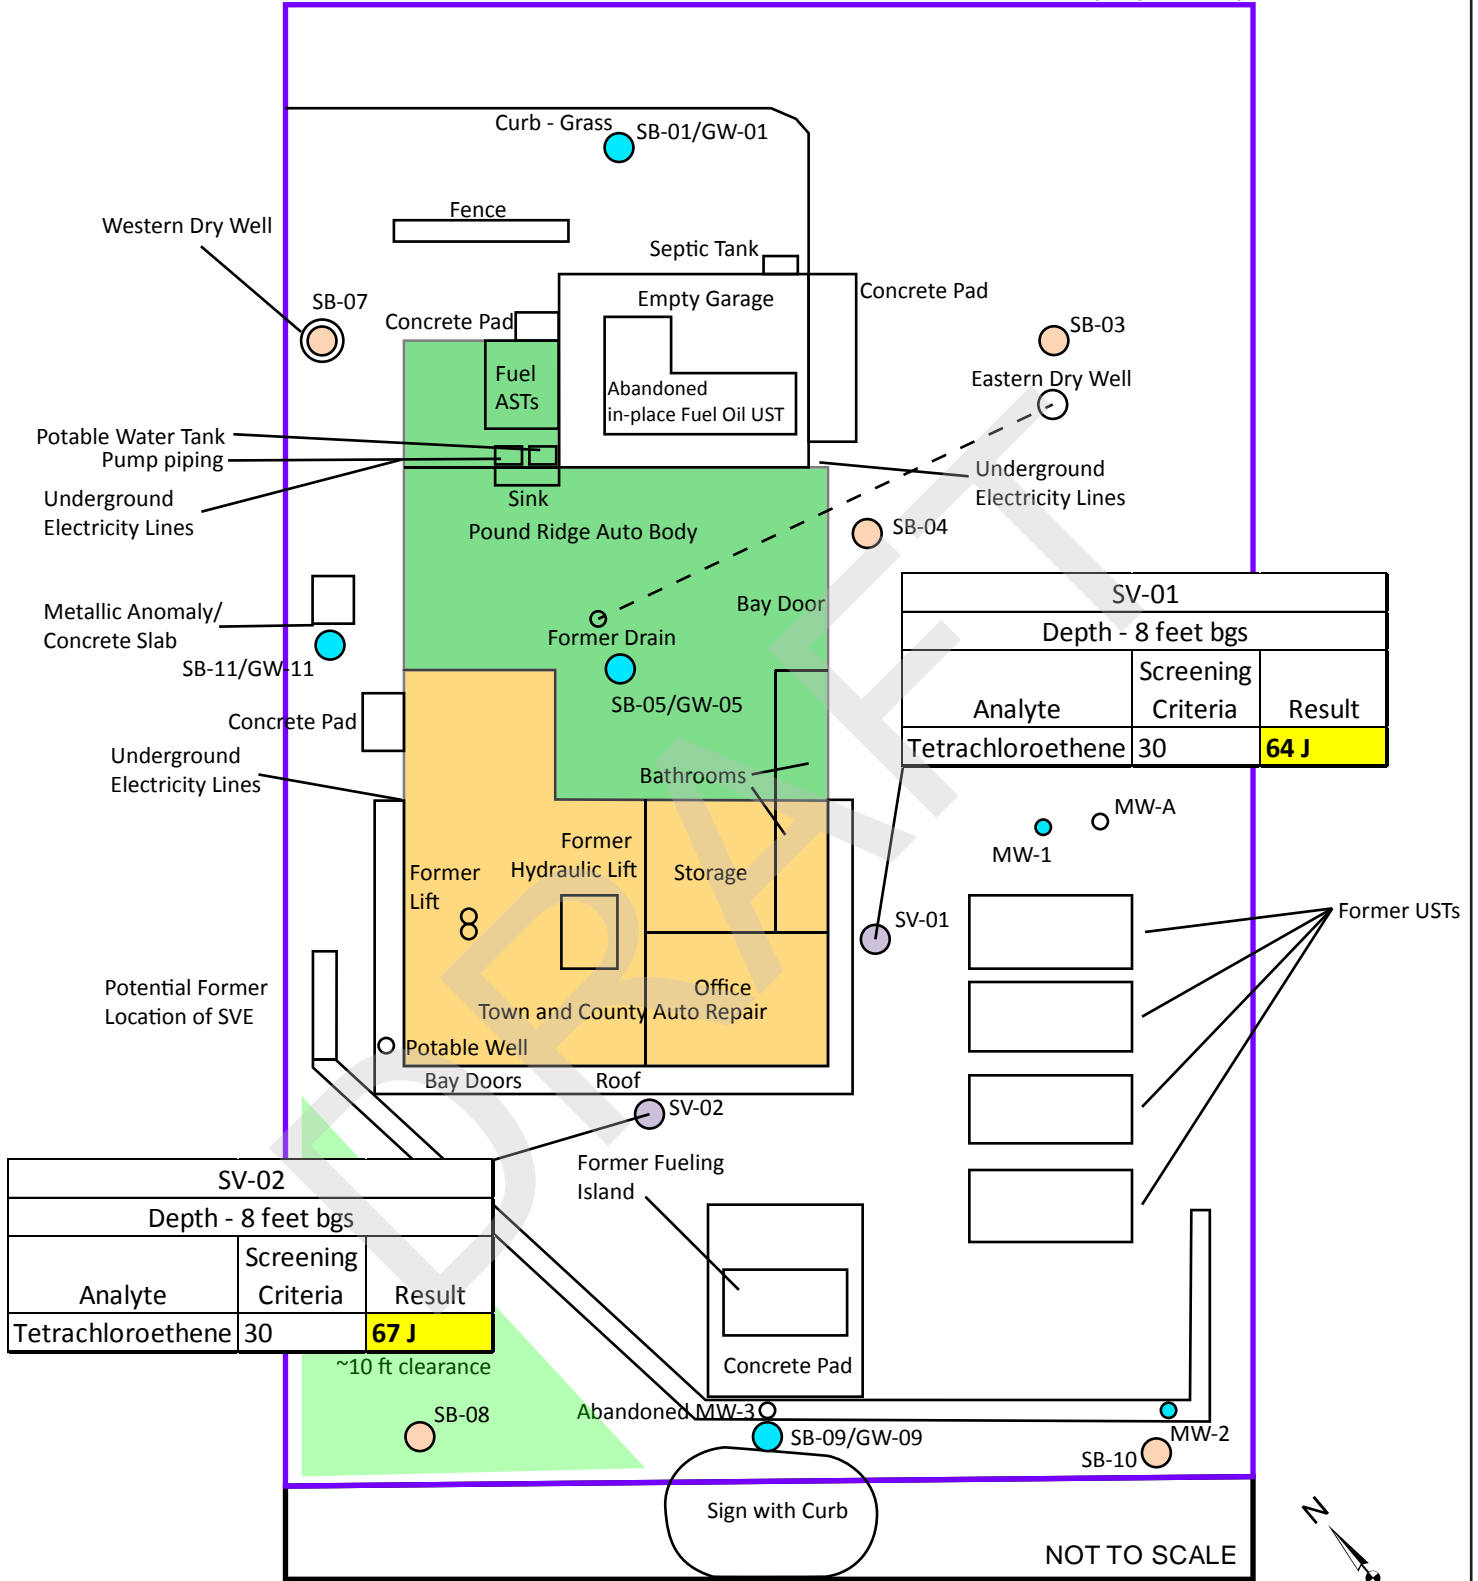 Curb - Grass
SB-01/GW-01
Fence
Western Dry Well
Septic Tank
SB-07
Empty Garage
Concrete Pad
Concrete Pad
SB-03
Fuel
ASTs
Abandoned
in-place Fuel Oil UST
Eastern Dry Well
Potable Water Tank
Pump piping
Underground
Electricity Lines
Underground
Electricity Lines
Sink
Pound Ridge Auto Body
SB-04
Metallic Anomaly/
Concrete Slab
SB-11/GW-11
Former Drain
Bay Door
SB-05/GW-05
SV-01
Depth - 8 feet bgs
Analyte
Screening
Criteria
Result
Tetrachloroethene
30
64 J
Concrete Pad
Underground
Electricity Lines
Bathrooms
MW-A
MW-1
Former
Lift
Former
Hydraulic Lift
Storage
SV-01
Former USTs
Potential Former
Location of SVE
Office
Town and County Auto Repair
Potable Well
Bay Doors
Roof
SV-02
SV-02
Depth - 8 feet bgs
Analyte
Screening
Criteria
Result
Tetrachloroethene
30
67 J
Former Fueling
Island
Concrete Pad
~10 ft clearance
SB-08
Abandoned MW-3
SB-09/GW-09
MW-2
SB-10
Sign with Curb
N
NOT TO SCALE
DRAFT